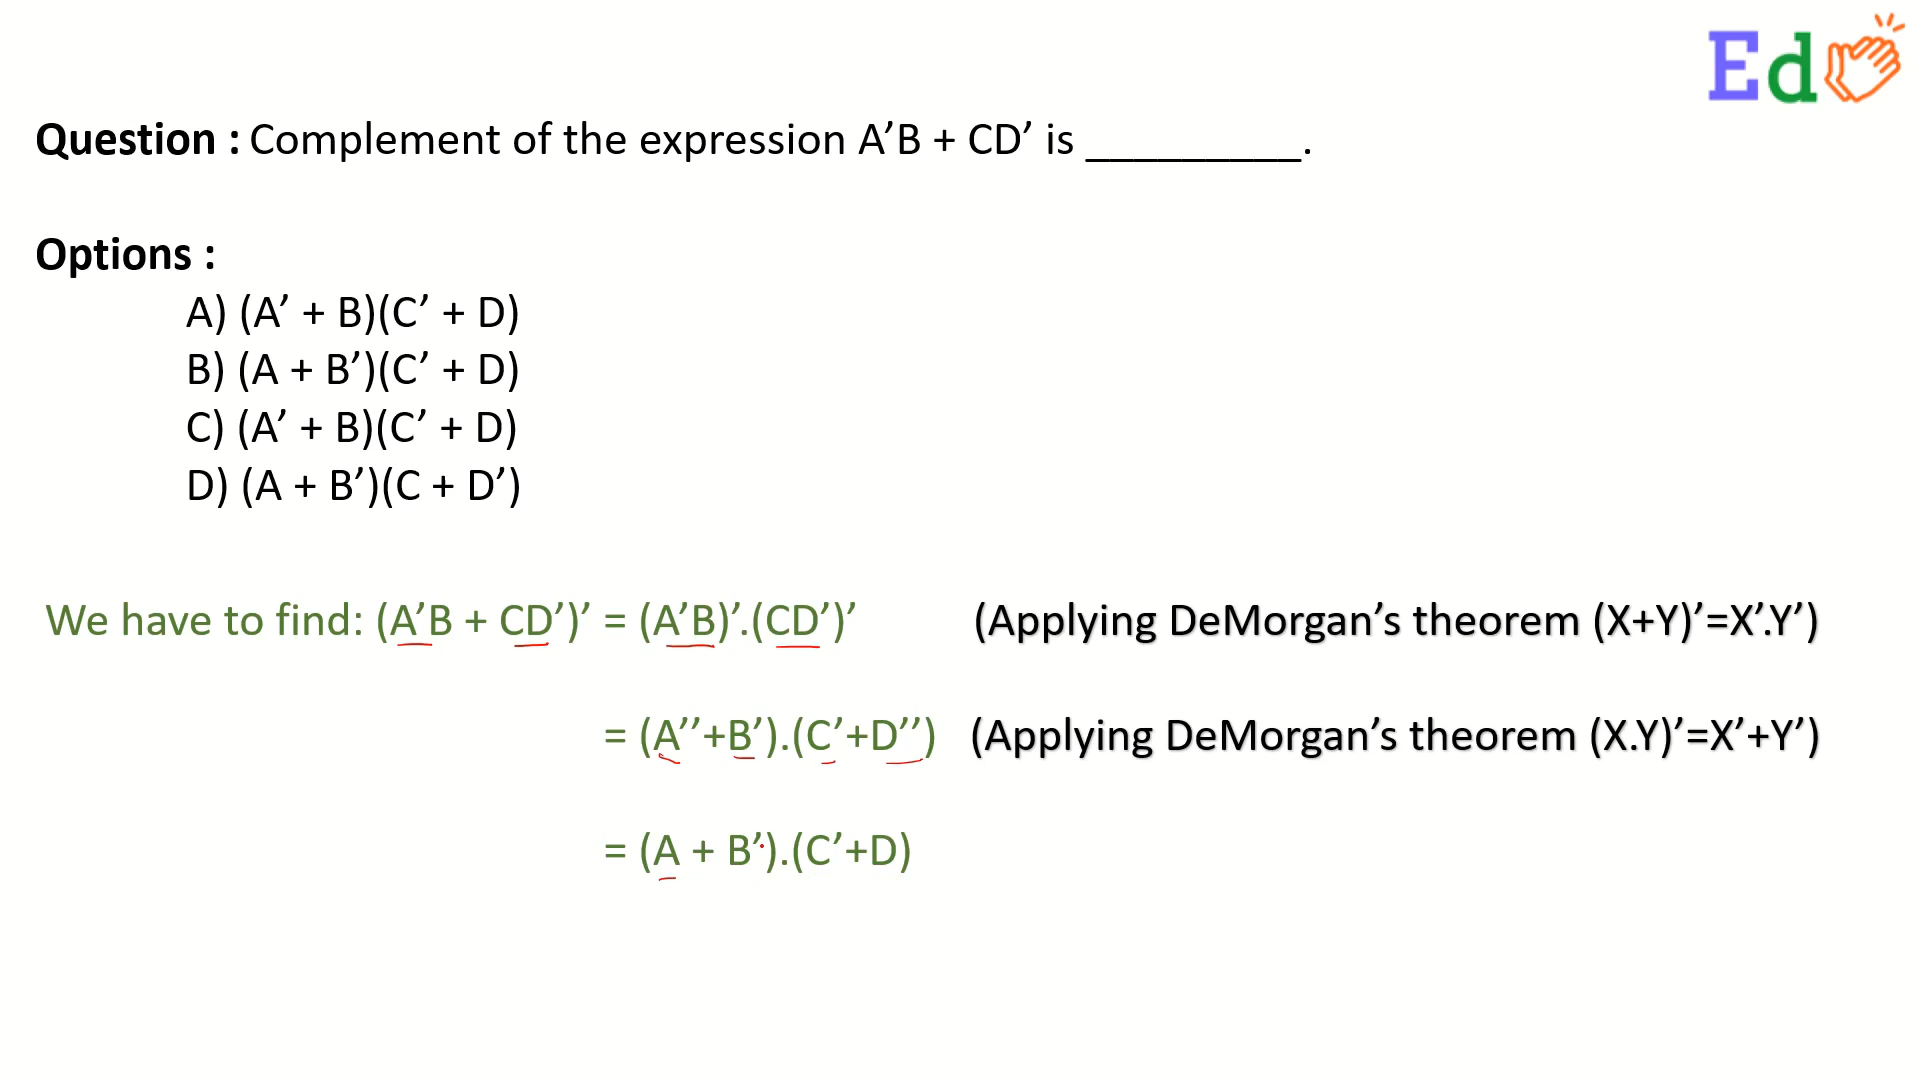 Ed
Question : Complement of the expression A’B + CD’ is _________.
Options :
A) (A’ + B)(C’ + D)
B) (A + B’)(C’ + D)
C) (A’ + B)(C’ + D)
D) (A + B’)(C + D’)
We have to find: (A’B + CD’)’ = (A’B)’.(CD’)’ (Applying DeMorgan’s theorem (X+Y)’=X’.Y’)
= (A’’+B’).(C’+D’’) (Applying DeMorgan’s theorem (X.Y)’=X’+Y’)
= (A + B’).(C’+D)